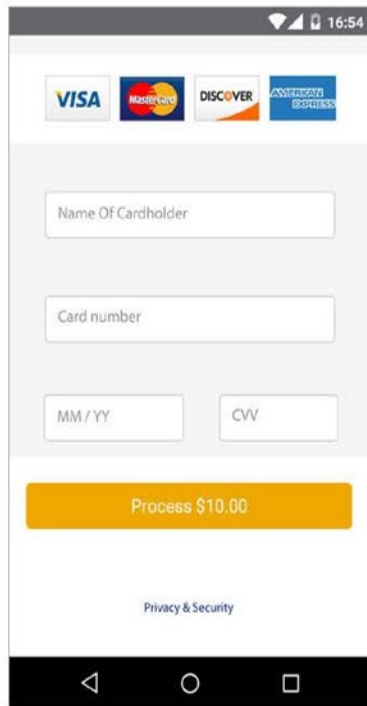 16:54
VISA MasterCard DISCOVER AMERICAN EXPRESS
Name Of Cardholder
Card number
MM / YY CVV
Process $10.00
Privacy & Security